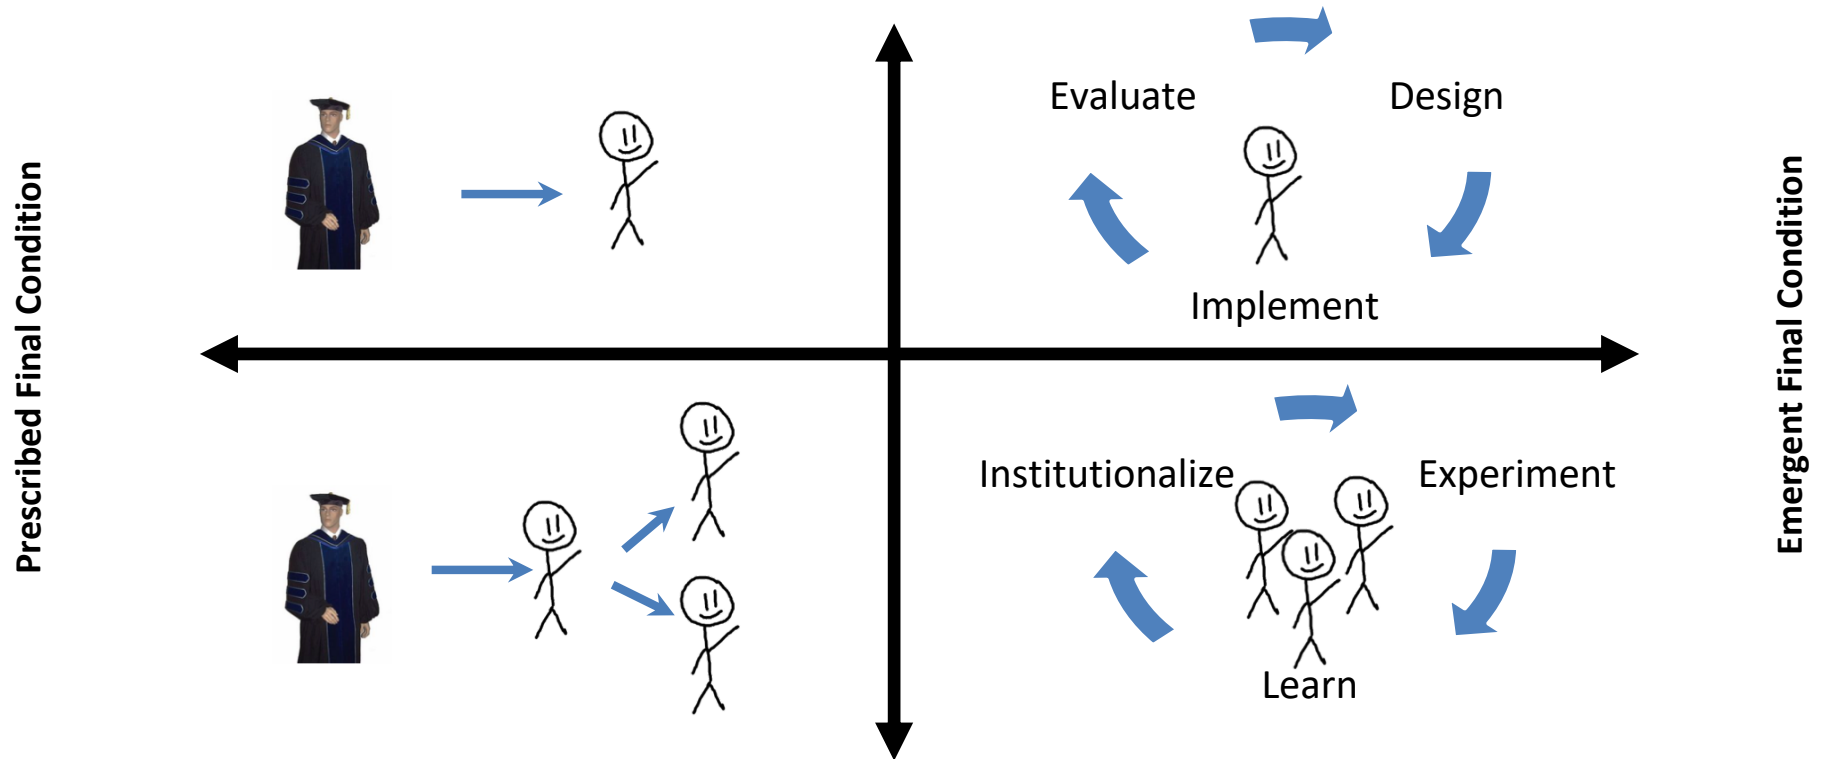 Prescribed Final Condition
Evaluate
Design
Implement
Institutionalize
Experiment
Learn
Emergent Final Condition